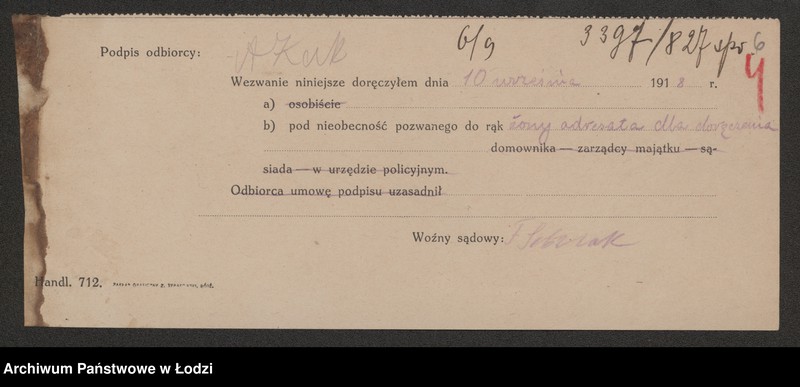 6/9 3397/827 spv 6
4
Podpis odbiorcy:
Wezwanie niniejsze doręczyłem dnia 10 września 1918 r.
a) osobiście
b) pod nieobecność pozwanego do rąk żony adresata dla doręczenia
domownika — zarządcy majątku — są-
siada — w urzędzie policyjnym.
Odbiorca umowę podpisu uzasadnił
Woźny sądowy:
Handl. 712.
Archiwum Państwowe w Łodzi